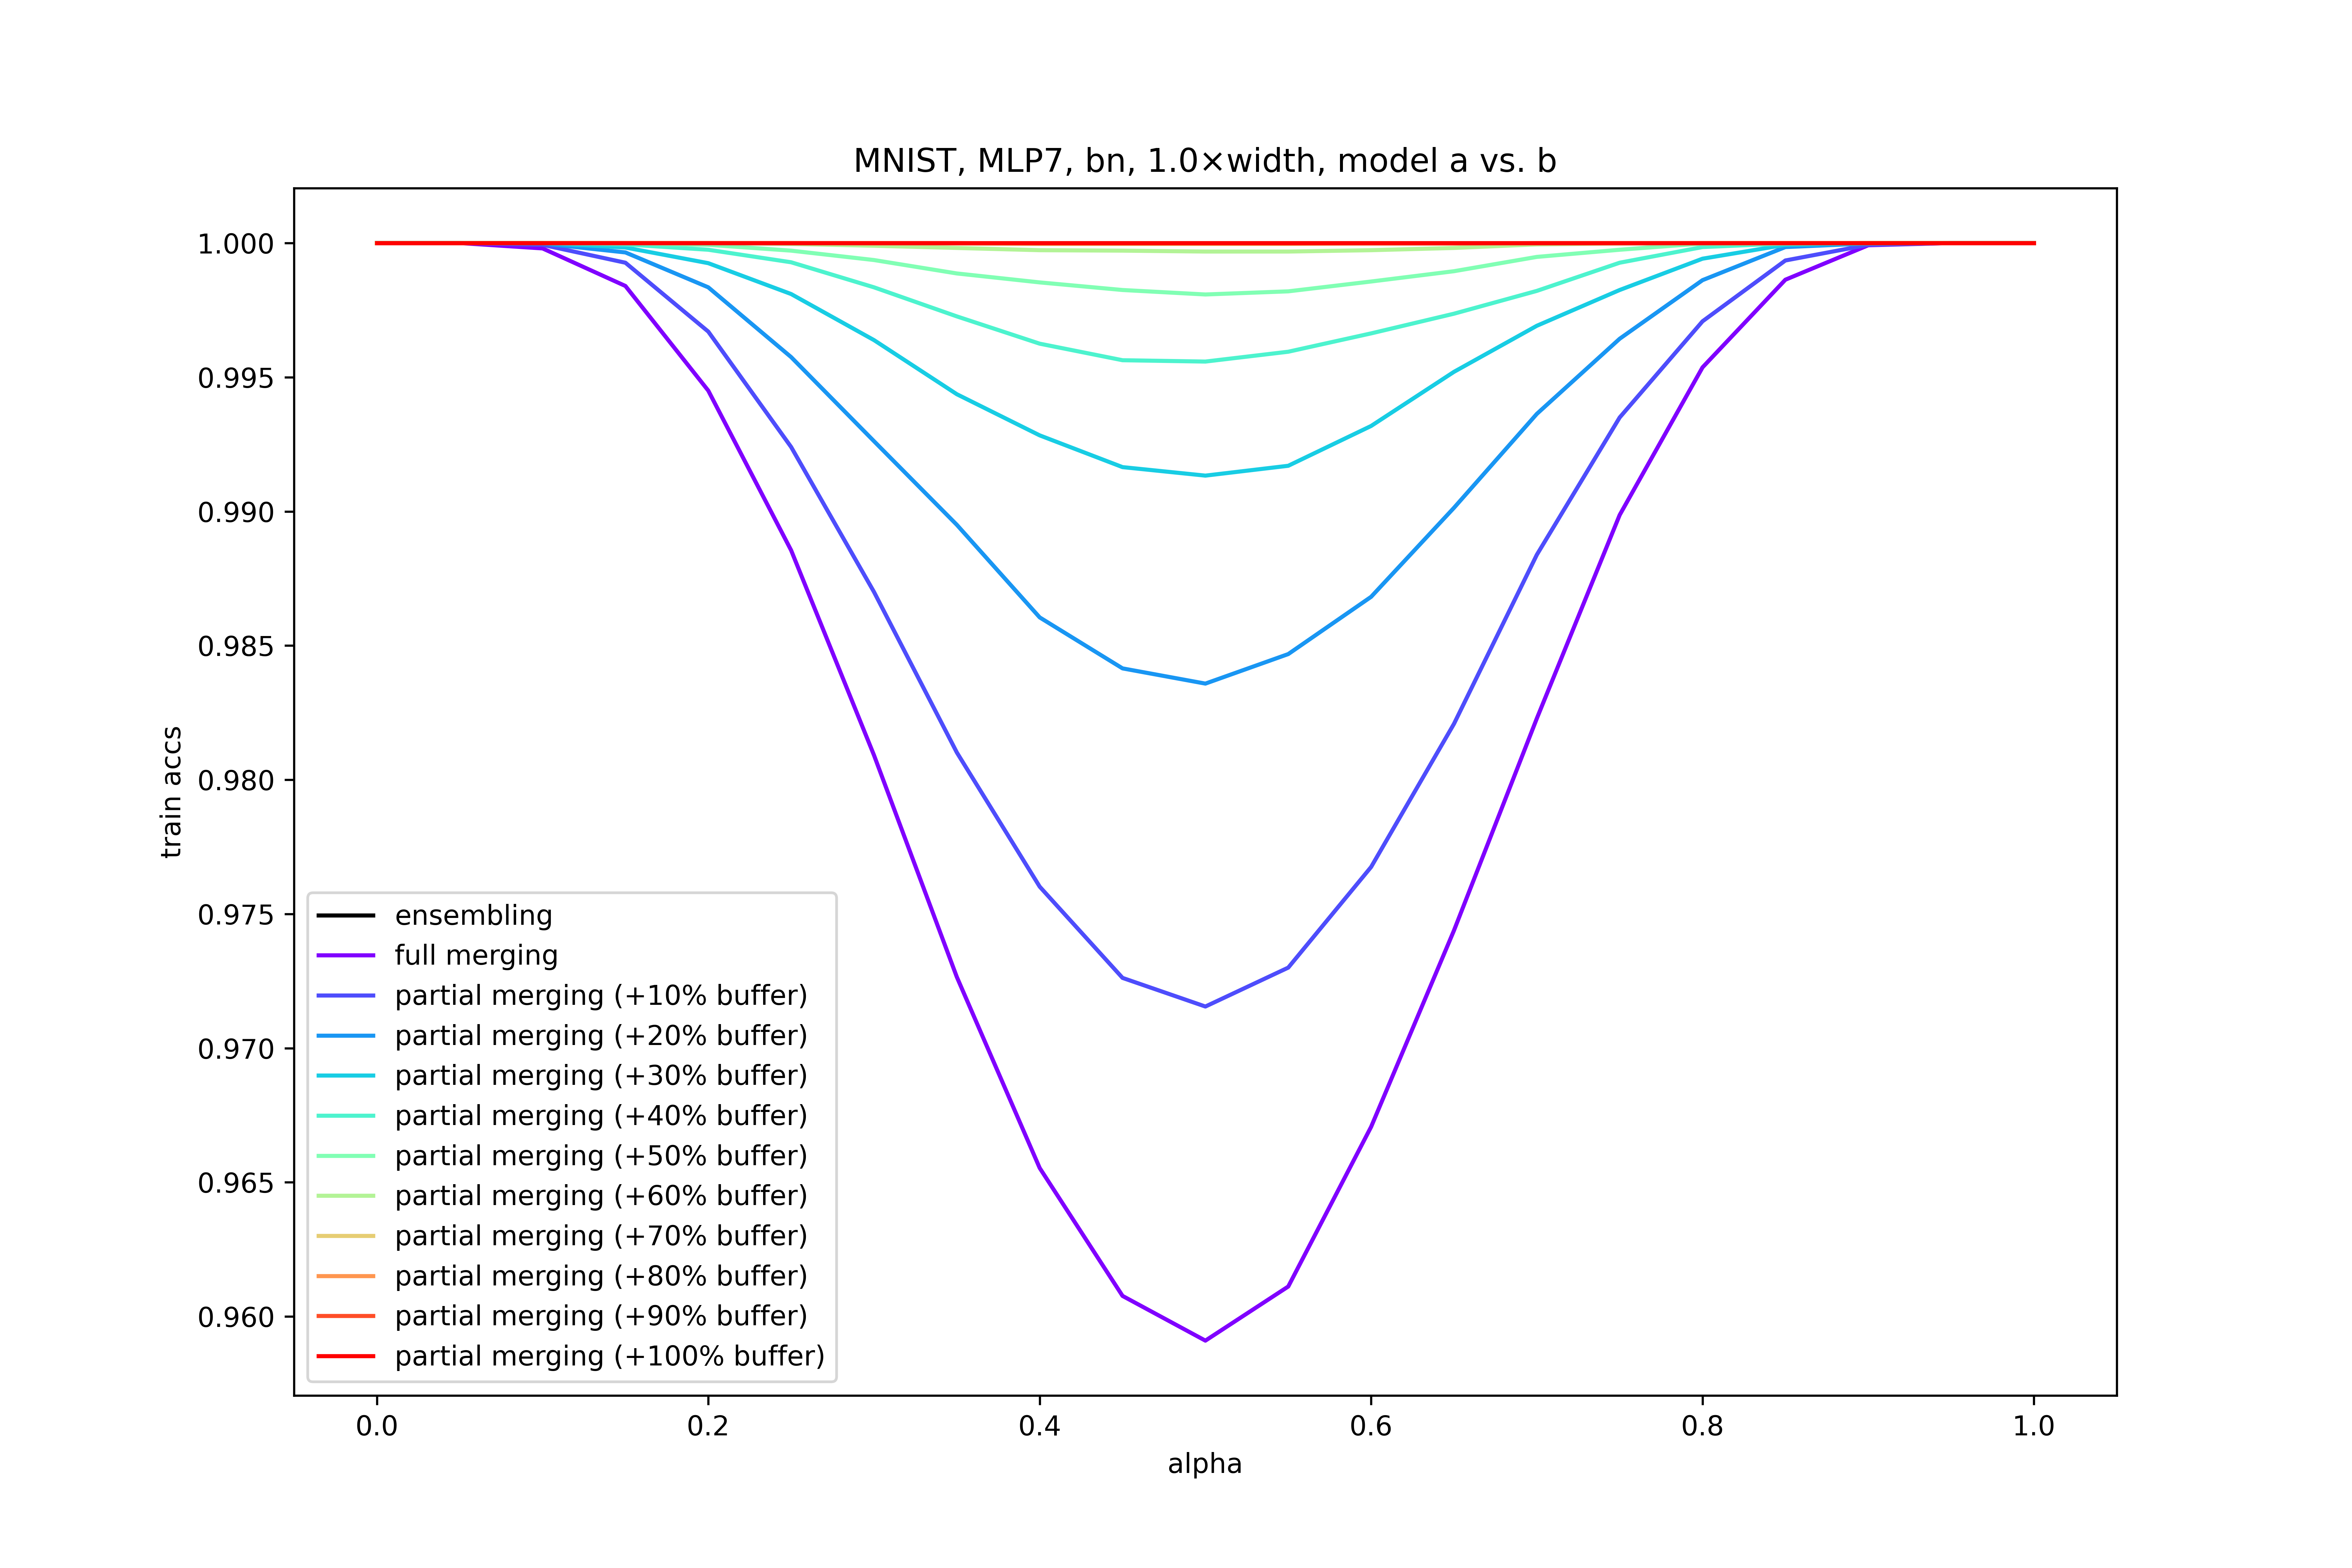 MNIST, MLP7, bn, 1.0×width, model a vs. b
1.000
0.995
0.990
0.985
0.980
0.975
0.970
0.965
0.960
train accs
ensembling
full merging
partial merging (+10% buffer)
partial merging (+20% buffer)
partial merging (+30% buffer)
partial merging (+40% buffer)
partial merging (+50% buffer)
partial merging (+60% buffer)
partial merging (+70% buffer)
partial merging (+80% buffer)
partial merging (+90% buffer)
partial merging (+100% buffer)
0.0 0.2 0.4 0.6 0.8 1.0
alpha